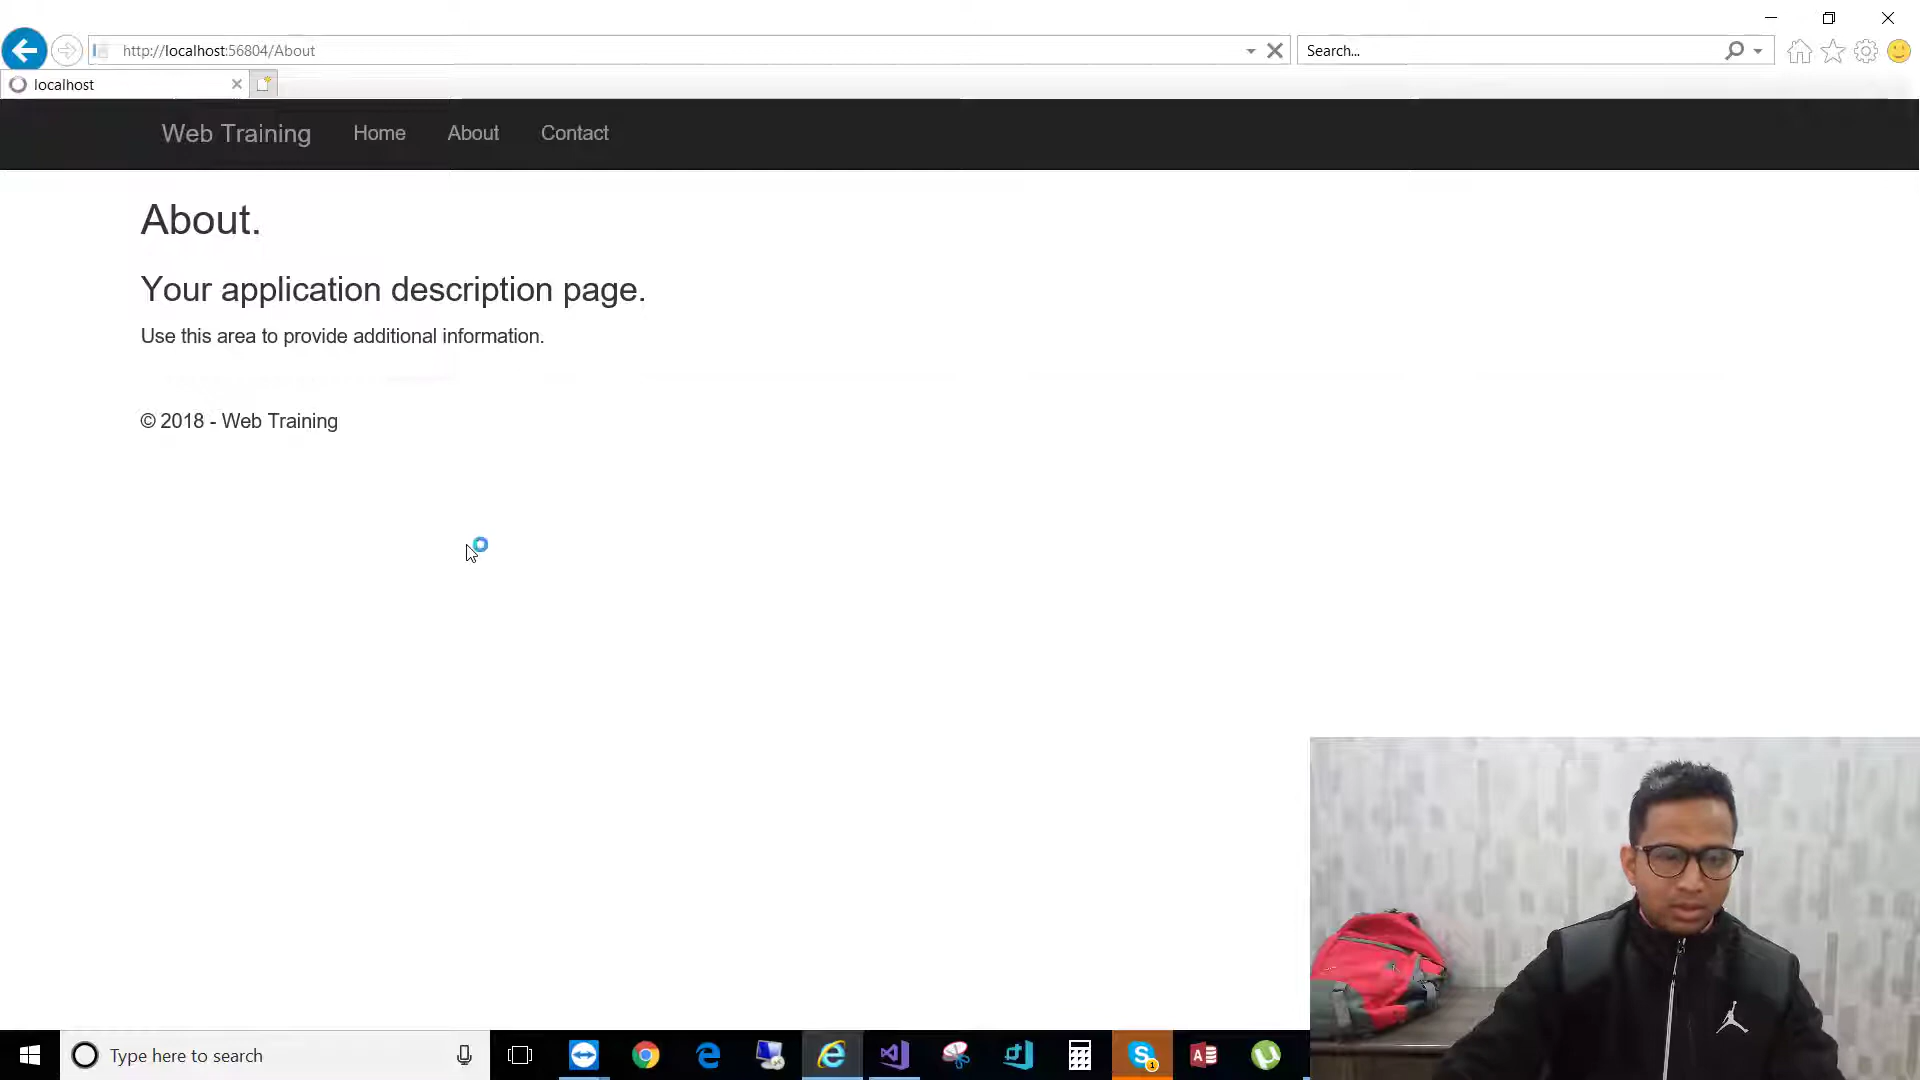 http://localhost:56804/About
Search...
localhost
Web Training Home About Contact
About.
Your application description page.
Use this area to provide additional information.
© 2018 - Web Training
Type here to search